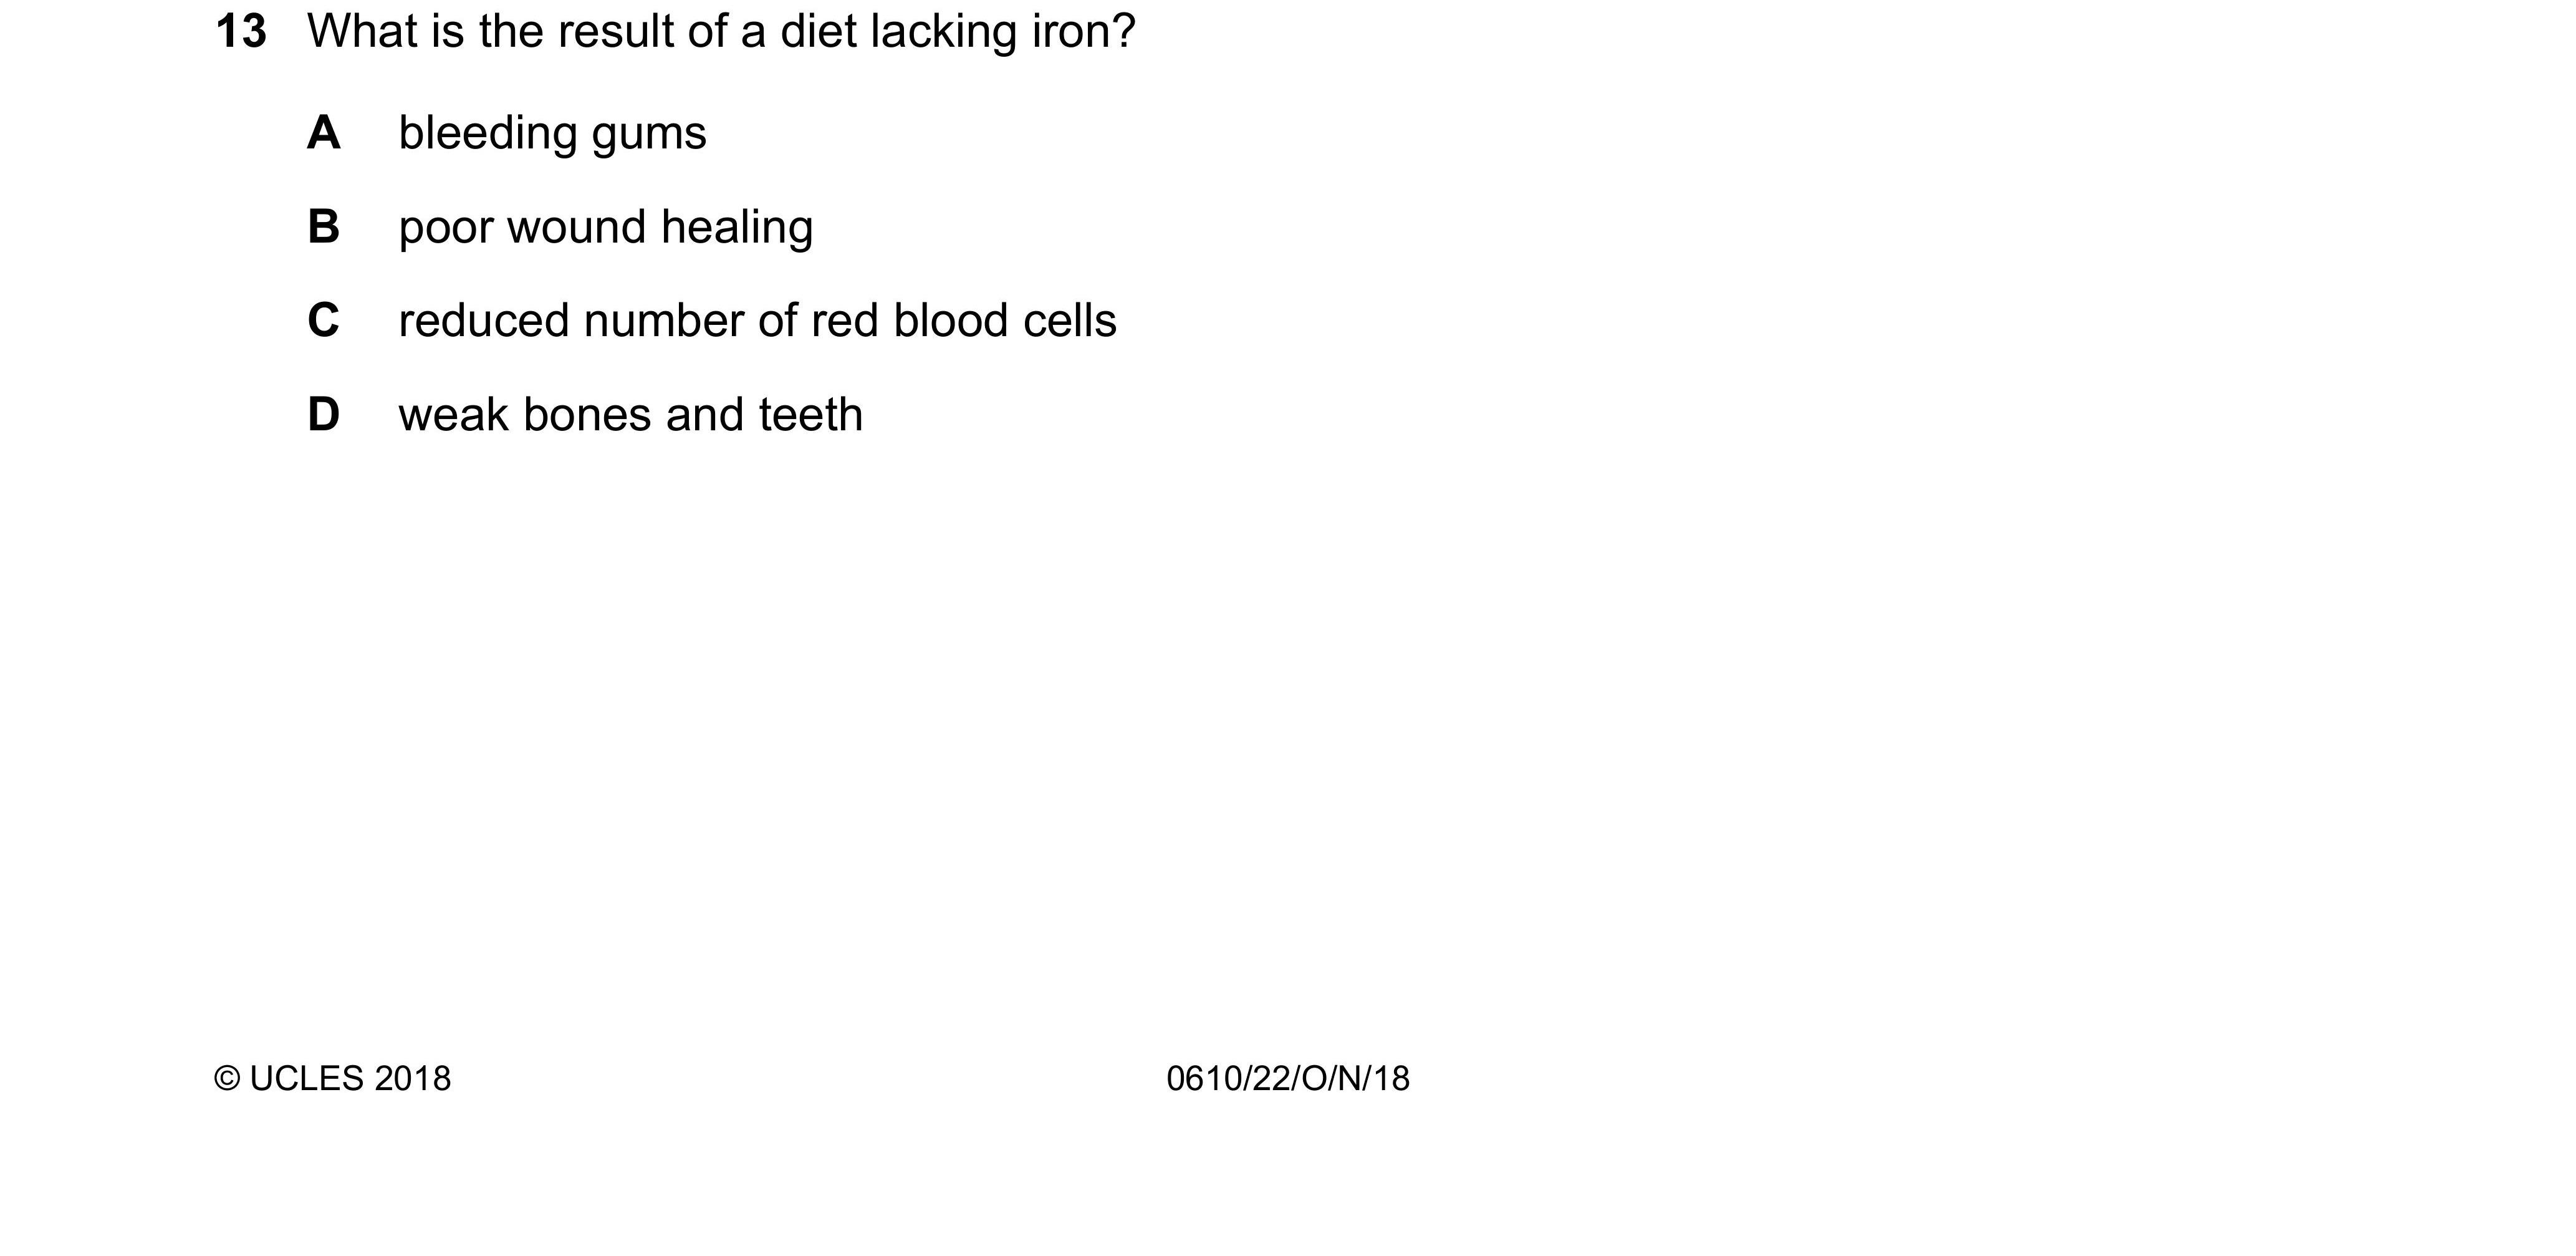 13 What is the result of a diet lacking iron?
A bleeding gums
B poor wound healing
C reduced number of red blood cells
D weak bones and teeth
© UCLES 2018 0610/22/O/N/18